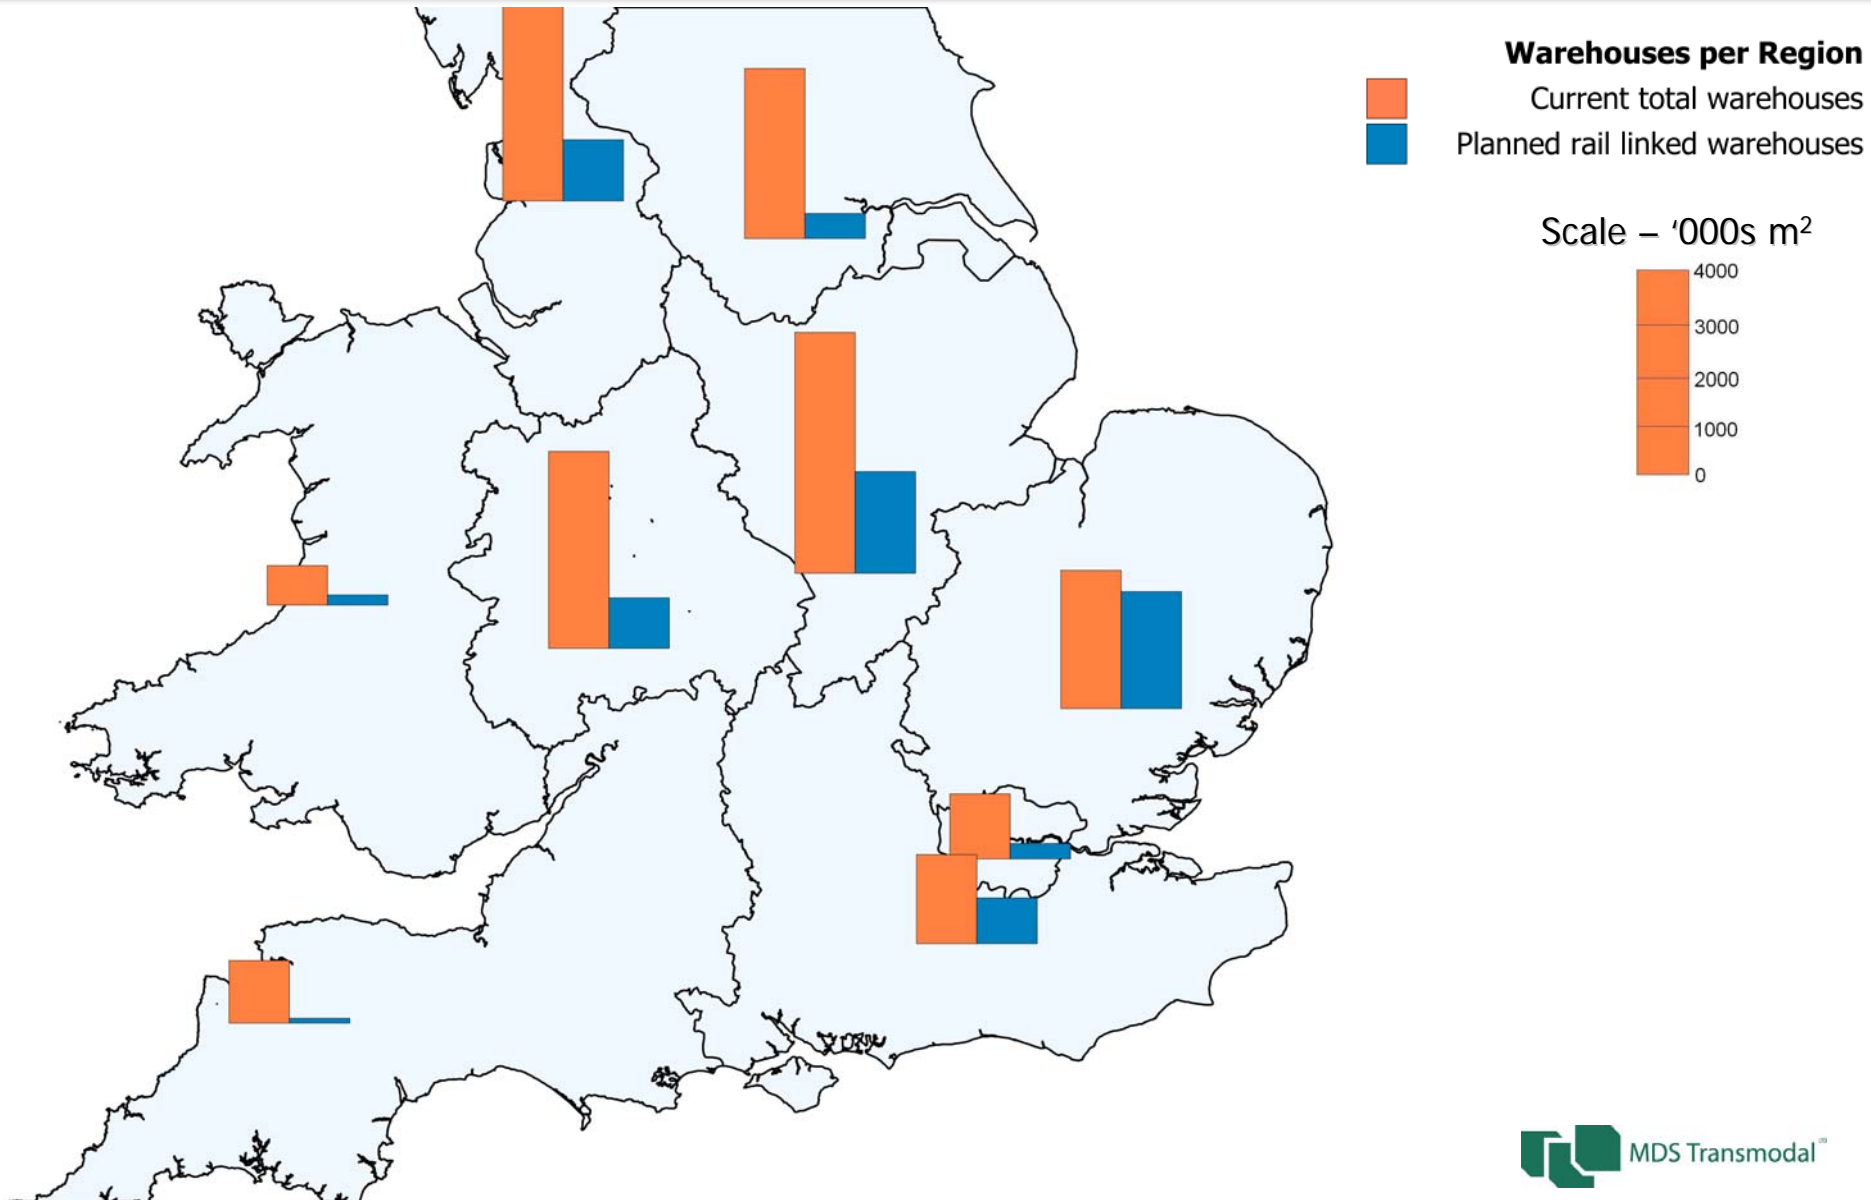 Warehouses per Region
Current total warehouses
Planned rail linked warehouses
Scale – ‘000s m²
4000
3000
2000
1000
0
MDS Transmodal